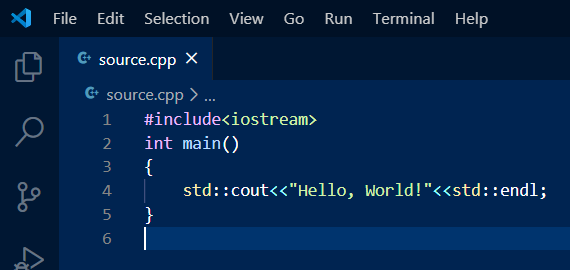 File Edit Selection View Go Run Terminal Help
source.cpp
source.cpp > ...
1 #include<iostream>
2 int main()
3 {
4     std::cout<<"Hello, World!"<<std::endl;
5 }
6